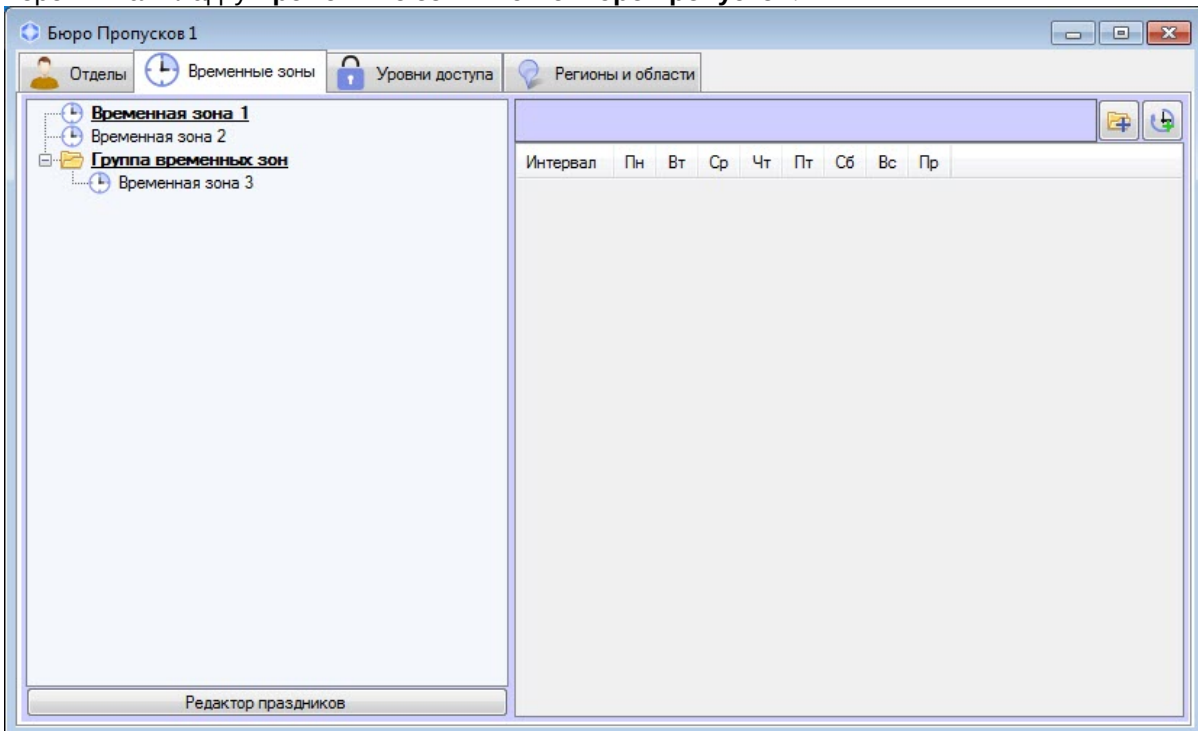 Бюро Пропусков 1
Отделы Временные зоны Уровни доступа Регионы и области
Временная зона 1
Временная зона 2
Группа временных зон
Временная зона 3
Интервал Пн Вт Ср Чт Пт Сб Вс Пр
Редактор праздников